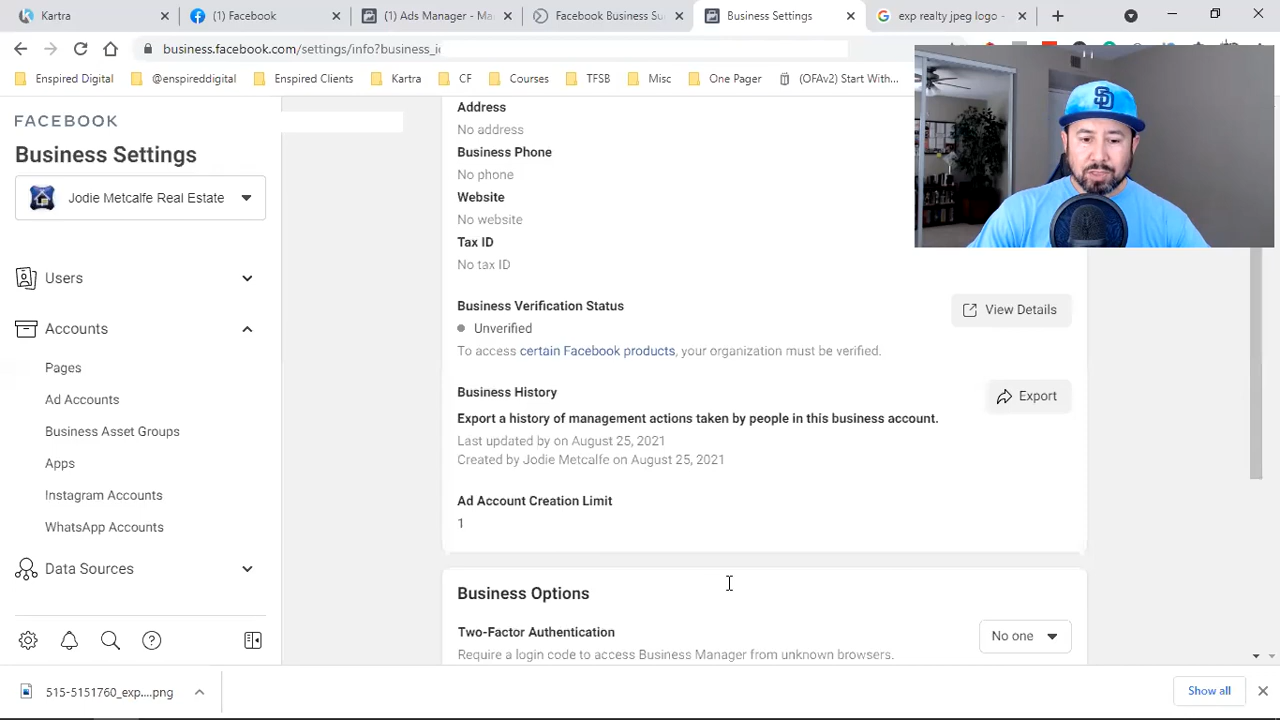 Kartra
(1) Facebook
(1) Ads Manager - Ma
Facebook Business Su
Business Settings
exp realty jpeg logo -
business.facebook.com/settings/info?business_i
Enspired Digital
@enspireddigital
Enspired Clients
Kartra
CF
Courses
TFSB
Misc
One Pager
(OFAv2) Start With...
FACEBOOK
Business Settings
Jodie Metcalfe Real Estate
Users
Accounts
Pages
Ad Accounts
Business Asset Groups
Apps
Instagram Accounts
WhatsApp Accounts
Data Sources
Address
No address
Business Phone
No phone
Website
No website
Tax ID
No tax ID
Business Verification Status
Unverified
To access certain Facebook products, your organization must be verified.
View Details
Business History
Export a history of management actions taken by people in this business account.
Last updated by on August 25, 2021
Created by Jodie Metcalfe on August 25, 2021
Export
Ad Account Creation Limit
1
Business Options
Two-Factor Authentication
Require a login code to access Business Manager from unknown browsers.
No one
SD
515-5151760_exp....png
Show all